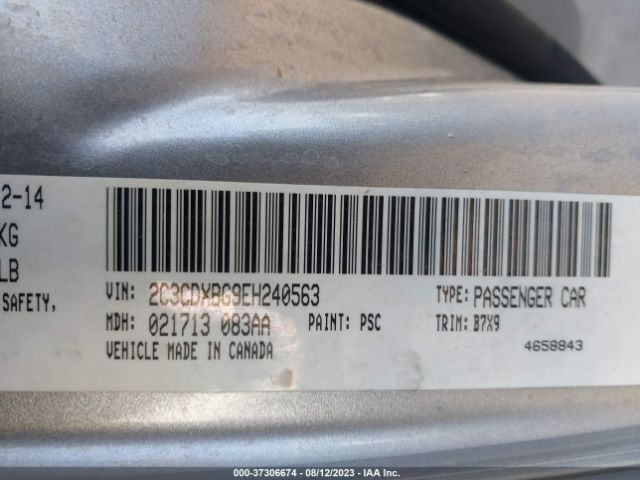 2-14
KG
LB
SAFETY,
VIN: 2C3CDXBG9EH240563 TYPE: PASSENGER CAR
MDH: 021713 083AA PAINT: PSC TRIM: B7X9
VEHICLE MADE IN CANADA 4658843
000-37306674 - 08/12/2023 - IAA Inc.